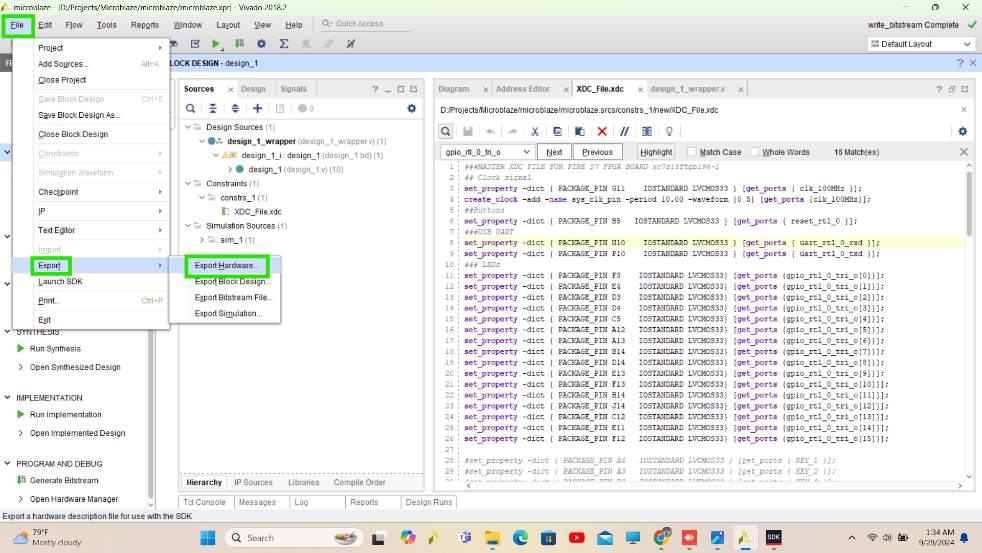 microblaze - [D:/Projects/Microblaze/microblaze/microblaze.xpr] - Vivado 2018.2
File Edit Flow Tools Reports Window Layout View Help Quick Access
write_bitstream Complete
Default Layout
BLOCK DESIGN - design_1
Project
Add Sources... Alt+A
Close Project
Save Block Design Ctrl+S
Save Block Design As...
Close Block Design
Constraints
Simulation Waveform
Checkpoint
IP
Text Editor
Import
Export
Launch SDK
Print... Ctrl+P
Exit
Export Hardware...
Export Block Design...
Export Bitstream File...
Export Simulation...
SYNTHESIS
Run Synthesis
Open Synthesized Design
IMPLEMENTATION
Run Implementation
Open Implemented Design
PROGRAM AND DEBUG
Generate Bitstream
Open Hardware Manager
Sources Design Signals
0
Design Sources (1)
design_1_wrapper (design_1_wrapper.v) (1)
design_1_i : design_1 (design_1.bd) (1)
design_1 (design_1.v) (10)
Constraints (1)
constrs_1 (1)
XDC_File.xdc
Simulation Sources (1)
sim_1 (1)
Hierarchy IP Sources Libraries Compile Order
Diagram Address Editor XDC_File.xdc design_1_wrapper.v
D:/Projects/Microblaze/microblaze/microblaze.srcs/constrs_1/new/XDC_File.xdc
gpio_rtl_0_tri_o Next Previous Highlight Match Case Whole Words 16 Match(es)
1 ###MASTER XDC FILE FOR PINE S7 FPGA BOARD xc7s15ftgb196-1
2 ## Clock signal
3 set_property -dict { PACKAGE_PIN G11 IOSTANDARD LVCMOS33 } [get_ports { clk_100MHz }];
4 create_clock -add -name sys_clk_pin -period 10.00 -waveform {0 5} [get_ports {clk_100MHz}];
5 ##Buttons
6 set_property -dict { PACKAGE_PIN B5 IOSTANDARD LVCMOS33 } [get_ports { reset_rtl_0 }];
7 ###USB UART
8 set_property -dict { PACKAGE_PIN N10 IOSTANDARD LVCMOS33 } [get_ports { uart_rtl_0_rxd }];
9 set_property -dict { PACKAGE_PIN P10 IOSTANDARD LVCMOS33 } [get_ports { uart_rtl_0_txd }];
10 ### LEDs
11 set_property -dict { PACKAGE_PIN F3 IOSTANDARD LVCMOS33 } [get_ports {gpio_rtl_0_tri_o[0]}];
12 set_property -dict { PACKAGE_PIN E4 IOSTANDARD LVCMOS33 } [get_ports {gpio_rtl_0_tri_o[1]}];
13 set_property -dict { PACKAGE_PIN D3 IOSTANDARD LVCMOS33 } [get_ports {gpio_rtl_0_tri_o[2]}];
14 set_property -dict { PACKAGE_PIN D4 IOSTANDARD LVCMOS33 } [get_ports {gpio_rtl_0_tri_o[3]}];
15 set_property -dict { PACKAGE_PIN C5 IOSTANDARD LVCMOS33 } [get_ports {gpio_rtl_0_tri_o[4]}];
16 set_property -dict { PACKAGE_PIN A12 IOSTANDARD LVCMOS33 } [get_ports {gpio_rtl_0_tri_o[5]}];
17 set_property -dict { PACKAGE_PIN A13 IOSTANDARD LVCMOS33 } [get_ports {gpio_rtl_0_tri_o[6]}];
18 set_property -dict { PACKAGE_PIN B14 IOSTANDARD LVCMOS33 } [get_ports {gpio_rtl_0_tri_o[7]}];
19 set_property -dict { PACKAGE_PIN D14 IOSTANDARD LVCMOS33 } [get_ports {gpio_rtl_0_tri_o[8]}];
20 set_property -dict { PACKAGE_PIN E13 IOSTANDARD LVCMOS33 } [get_ports {gpio_rtl_0_tri_o[9]}];
21 set_property -dict { PACKAGE_PIN F13 IOSTANDARD LVCMOS33 } [get_ports {gpio_rtl_0_tri_o[10]}];
22 set_property -dict { PACKAGE_PIN H14 IOSTANDARD LVCMOS33 } [get_ports {gpio_rtl_0_tri_o[11]}];
23 set_property -dict { PACKAGE_PIN J14 IOSTANDARD LVCMOS33 } [get_ports {gpio_rtl_0_tri_o[12]}];
24 set_property -dict { PACKAGE_PIN C12 IOSTANDARD LVCMOS33 } [get_ports {gpio_rtl_0_tri_o[13]}];
25 set_property -dict { PACKAGE_PIN E11 IOSTANDARD LVCMOS33 } [get_ports {gpio_rtl_0_tri_o[14]}];
26 set_property -dict { PACKAGE_PIN F12 IOSTANDARD LVCMOS33 } [get_ports {gpio_rtl_0_tri_o[15]}];
27
28 #set_property -dict { PACKAGE_PIN A4 IOSTANDARD LVCMOS33 } [get_ports { KEY_1 }];
29 #set_property -dict { PACKAGE_PIN A3 IOSTANDARD LVCMOS33 } [get_ports { KEY_2 }];
Tcl Console Messages Log Reports Design Runs
Export a hardware description file for use with the SDK
79°F
Mostly cloudy
Search
SDK
1:34 AM
9/29/2024